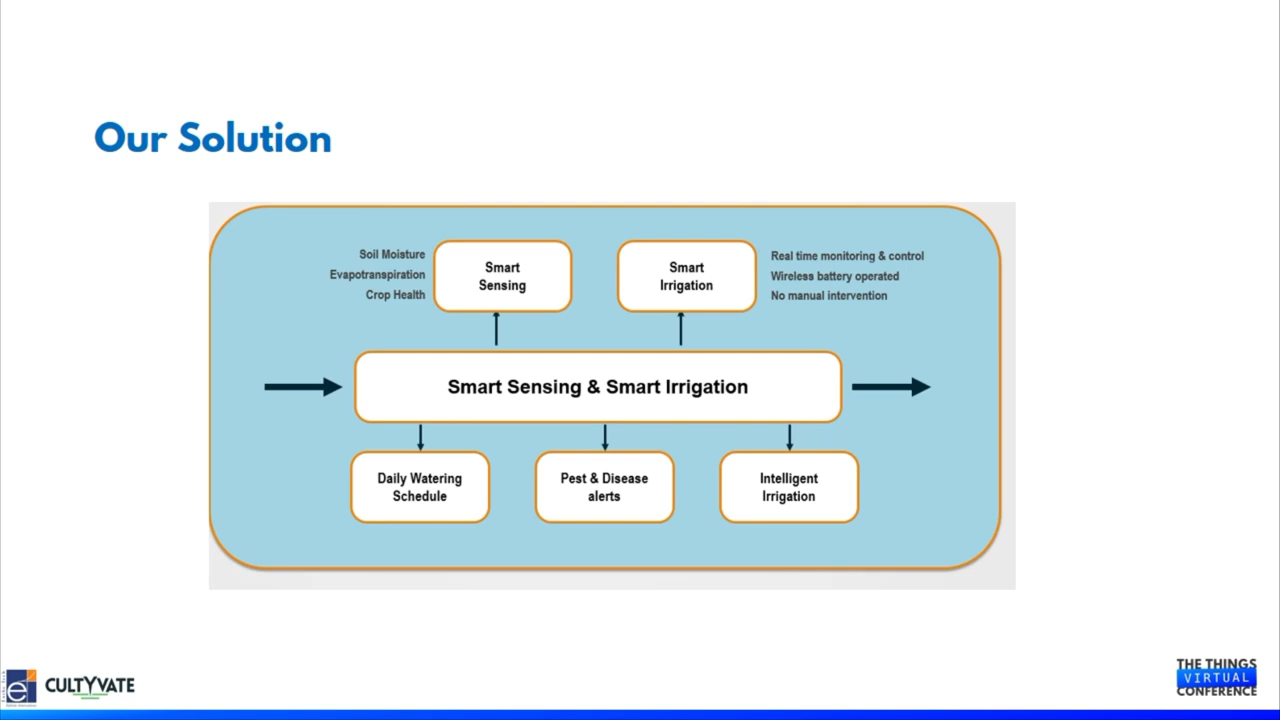 Our Solution
Soil Moisture
Evapotranspiration
Crop Health
Smart
Sensing
Smart
Irrigation
Real time monitoring & control
Wireless battery operated
No manual intervention
Smart Sensing & Smart Irrigation
Daily Watering
Schedule
Pest & Disease
alerts
Intelligent
Irrigation
e
CULTYVATE
THE THINGS
VIRTUAL
CONFERENCE